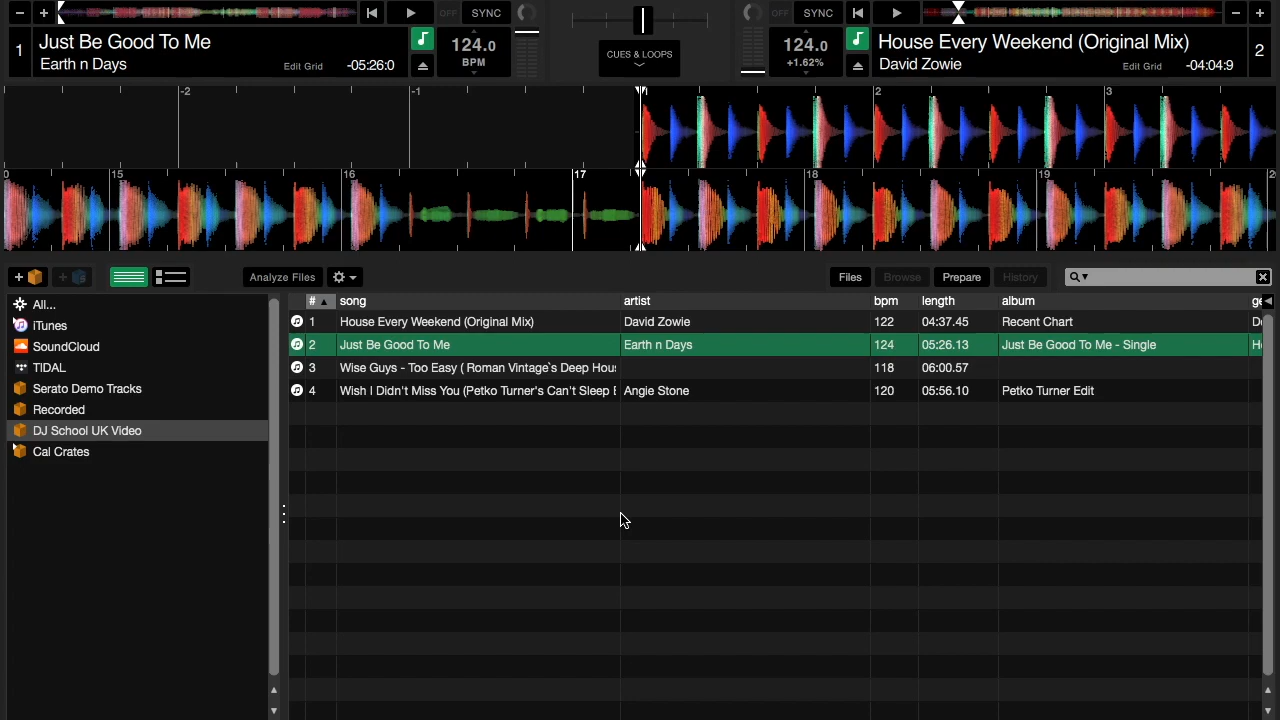 OFF SYNC
OFF SYNC
1 Just Be Good To Me
Earth n Days
Edit Grid -05:26:0
124.0
BPM
CUES & LOOPS
124.0
+1.62%
House Every Weekend (Original Mix) 2
David Zowie
Edit Grid -04:04:9
-2 -1 2 3
0 15 16 17 18 19 20
Analyze Files Files Browse Prepare History
All...
iTunes
SoundCloud
TIDAL
Serato Demo Tracks
Recorded
DJ School UK Video
Cal Crates
# song artist bpm length album ge
1 House Every Weekend (Original Mix) David Zowie 122 04:37.45 Recent Chart
2 Just Be Good To Me Earth n Days 124 05:26.13 Just Be Good To Me - Single
3 Wise Guys - Too Easy ( Roman Vintage`s Deep Hou 118 06:00.57
4 Wish I Didn't Miss You (Petko Turner's Can't Sleep E Angie Stone 120 05:56.10 Petko Turner Edit